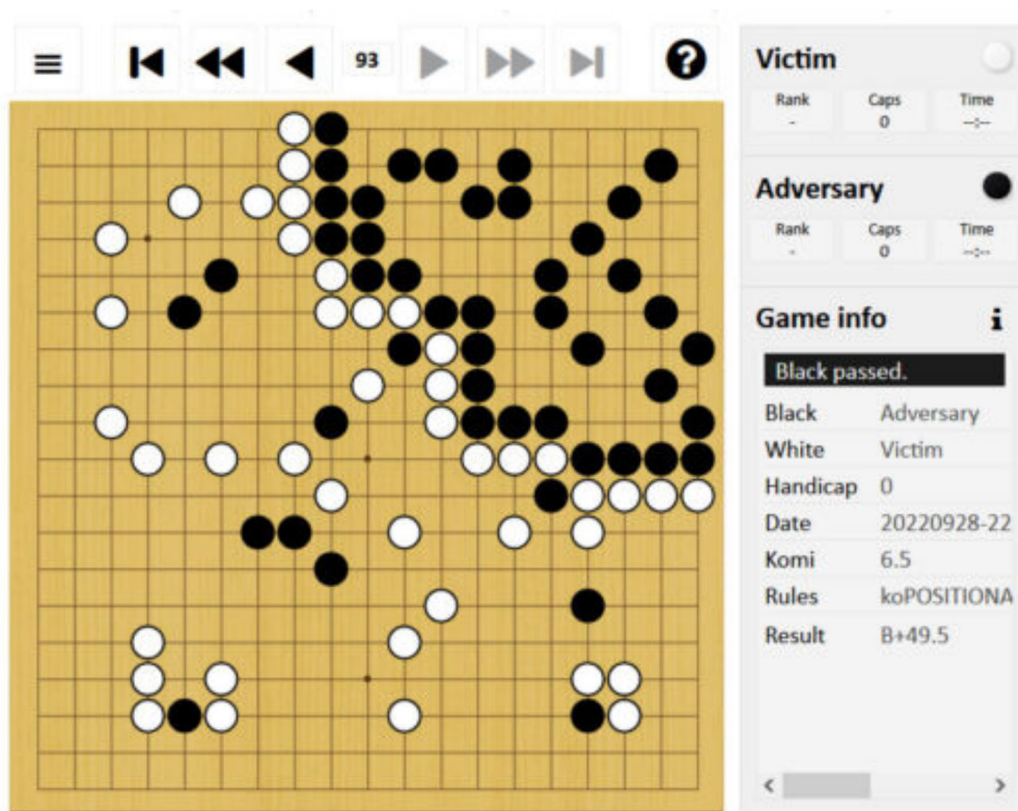 93
?
Victim
Rank Caps Time
- 0 --:--
Adversary
Rank Caps Time
- 0 --:--
Game info i
Black passed.
Black Adversary
White Victim
Handicap 0
Date 20220928-22
Komi 6.5
Rules koPOSITIONA
Result B+49.5